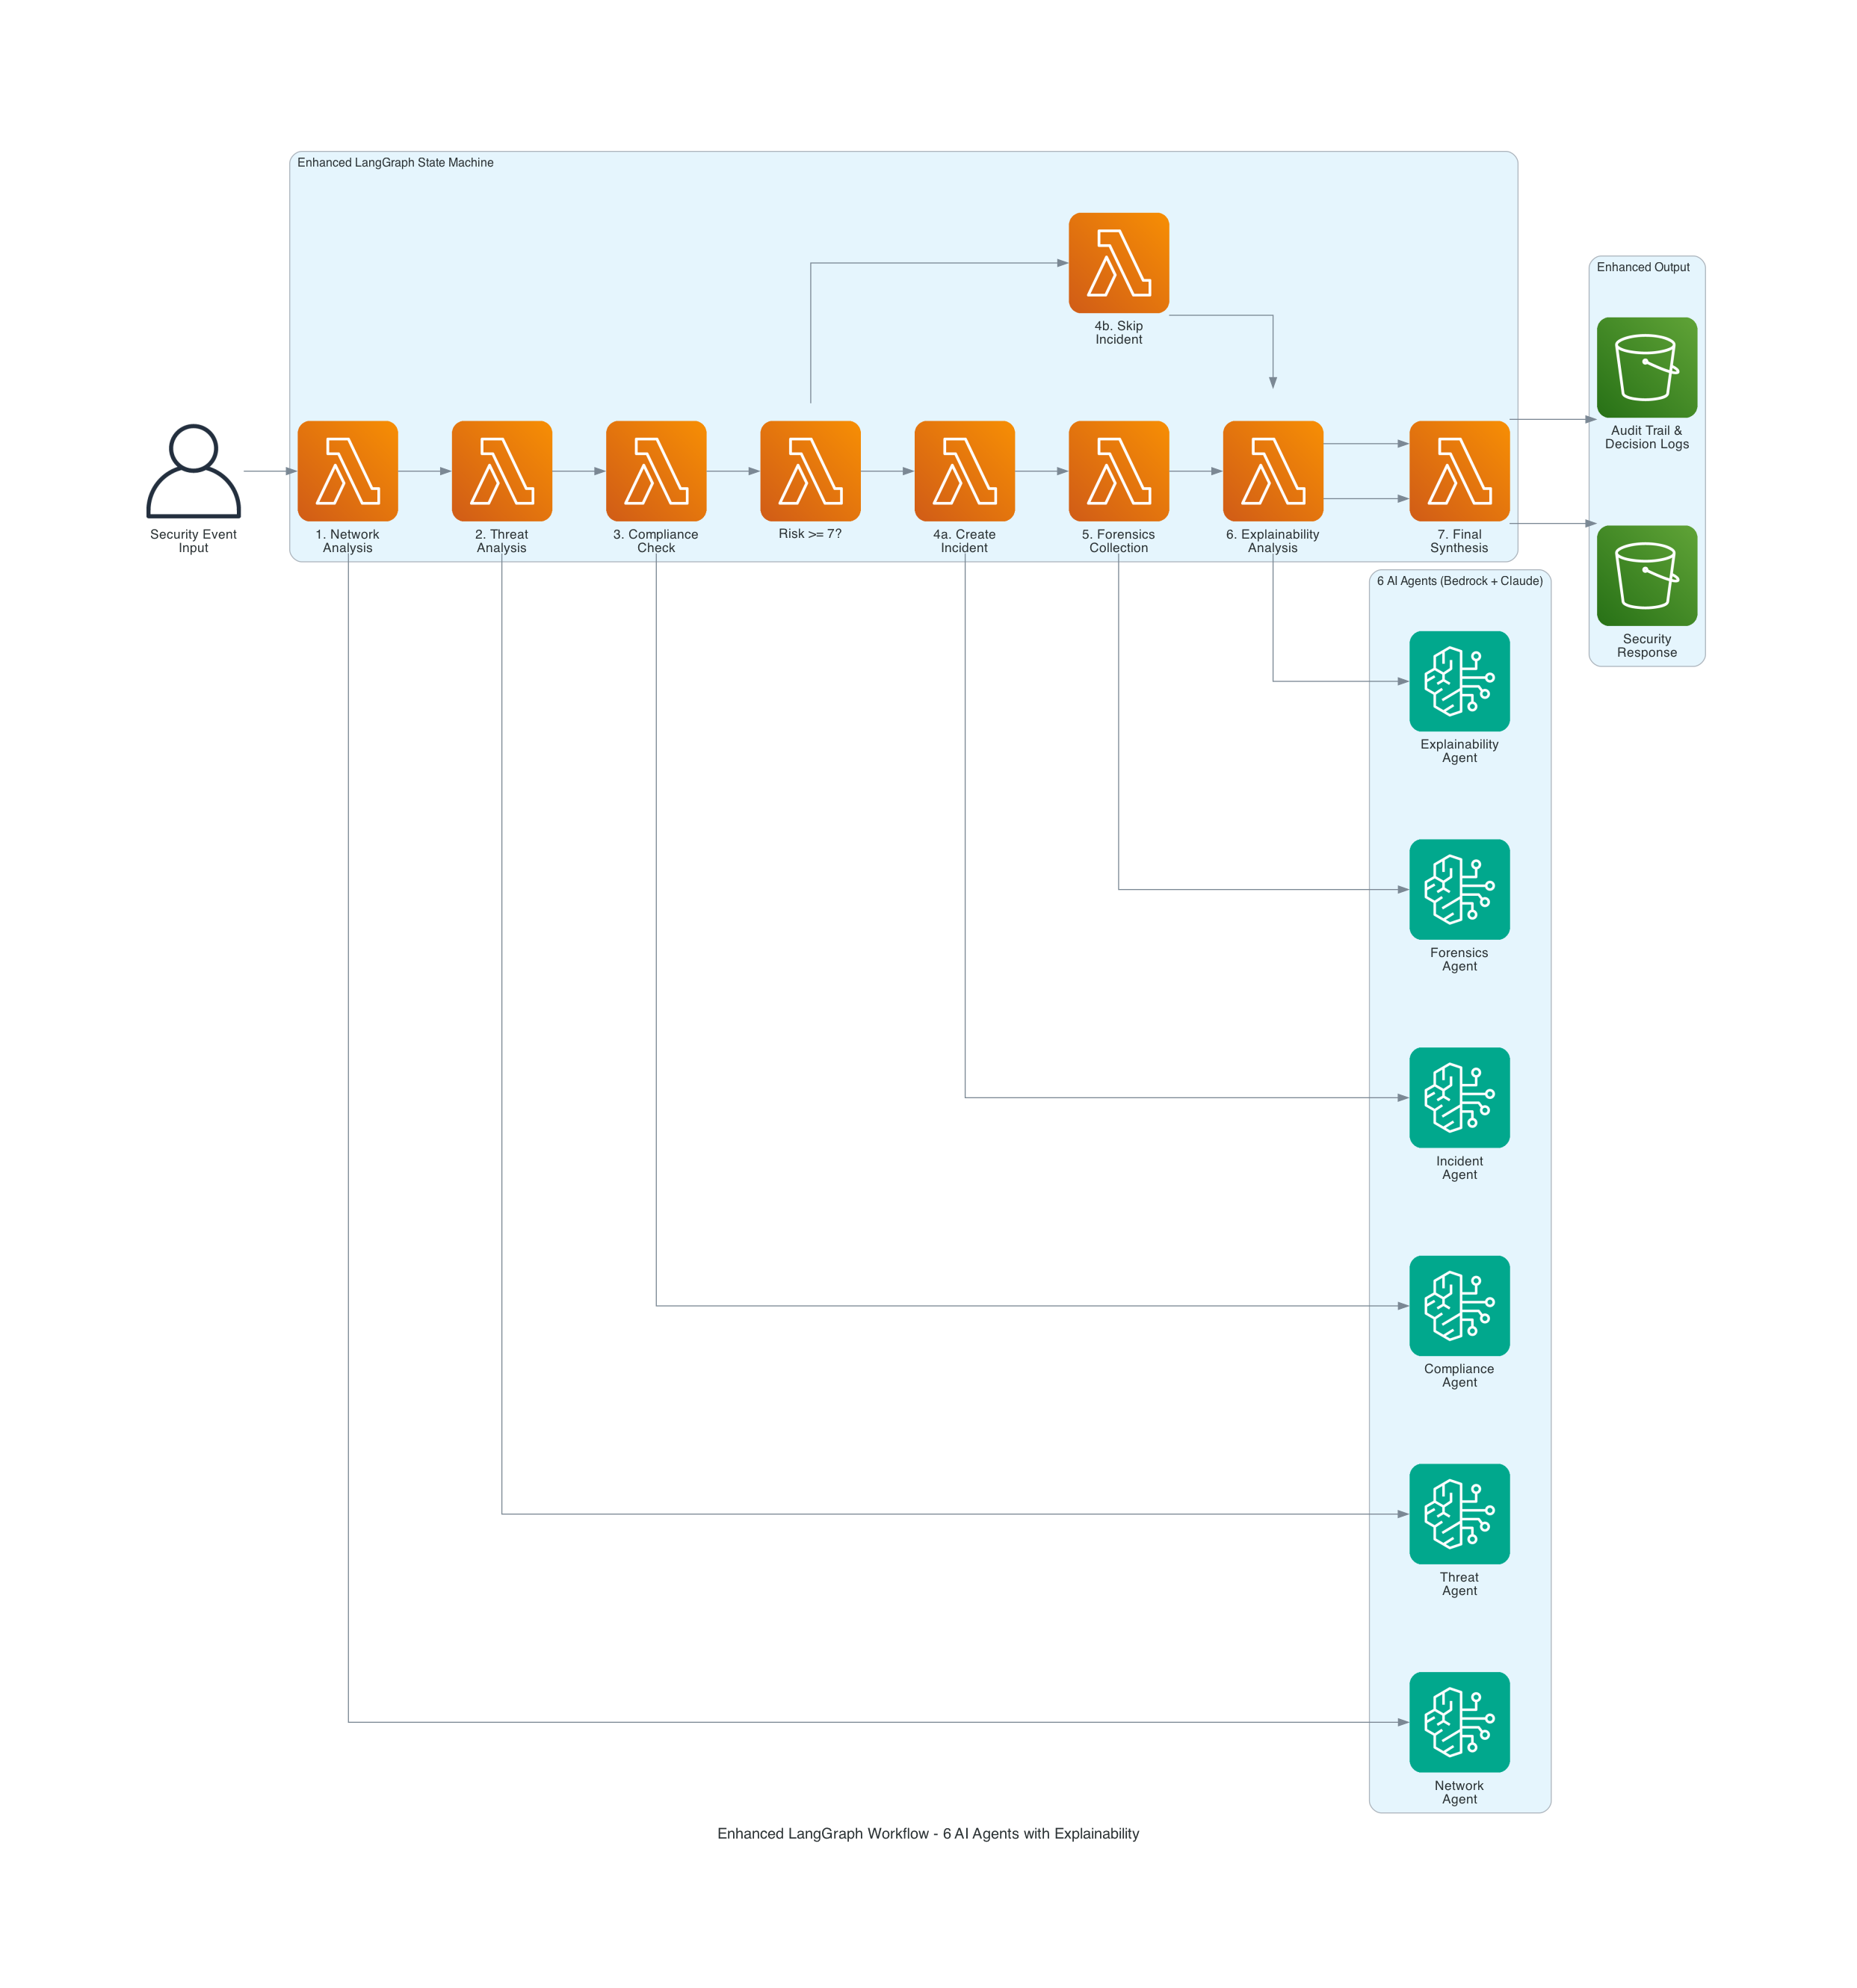 Enhanced LangGraph State Machine
4b. Skip
Incident
Security Event
Input
1. Network
Analysis
2. Threat
Analysis
3. Compliance
Check
Risk >= 7?
4a. Create
Incident
5. Forensics
Collection
6. Explainability
Analysis
7. Final
Synthesis
Enhanced Output
Audit Trail &
Decision Logs
Security
Response
6 AI Agents (Bedrock + Claude)
Explainability
Agent
Forensics
Agent
Incident
Agent
Compliance
Agent
Threat
Agent
Network
Agent
Enhanced LangGraph Workflow - 6 AI Agents with Explainability